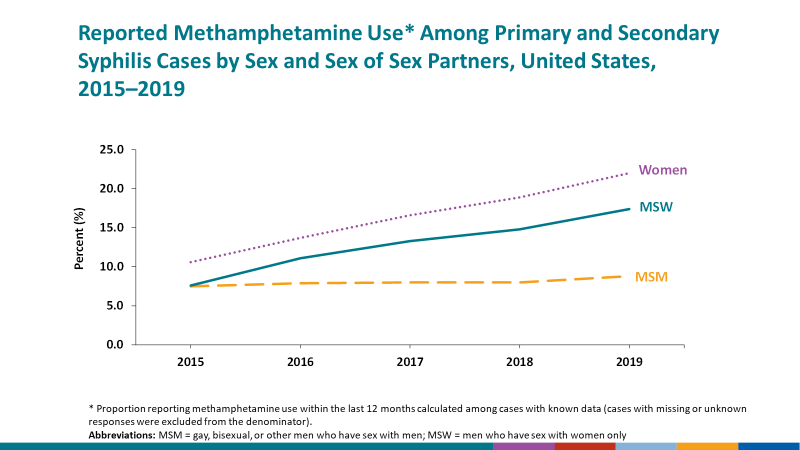 Reported Methamphetamine Use* Among Primary and Secondary
Syphilis Cases by Sex and Sex of Sex Partners, United States,
2015–2019
25.0
20.0
15.0
10.0
5.0
0.0
Percent (%)
Women
MSW
MSM
2015 2016 2017 2018 2019
* Proportion reporting methamphetamine use within the last 12 months calculated among cases with known data (cases with missing or unknown
responses were excluded from the denominator).
Abbreviations: MSM = gay, bisexual, or other men who have sex with men; MSW = men who have sex with women only